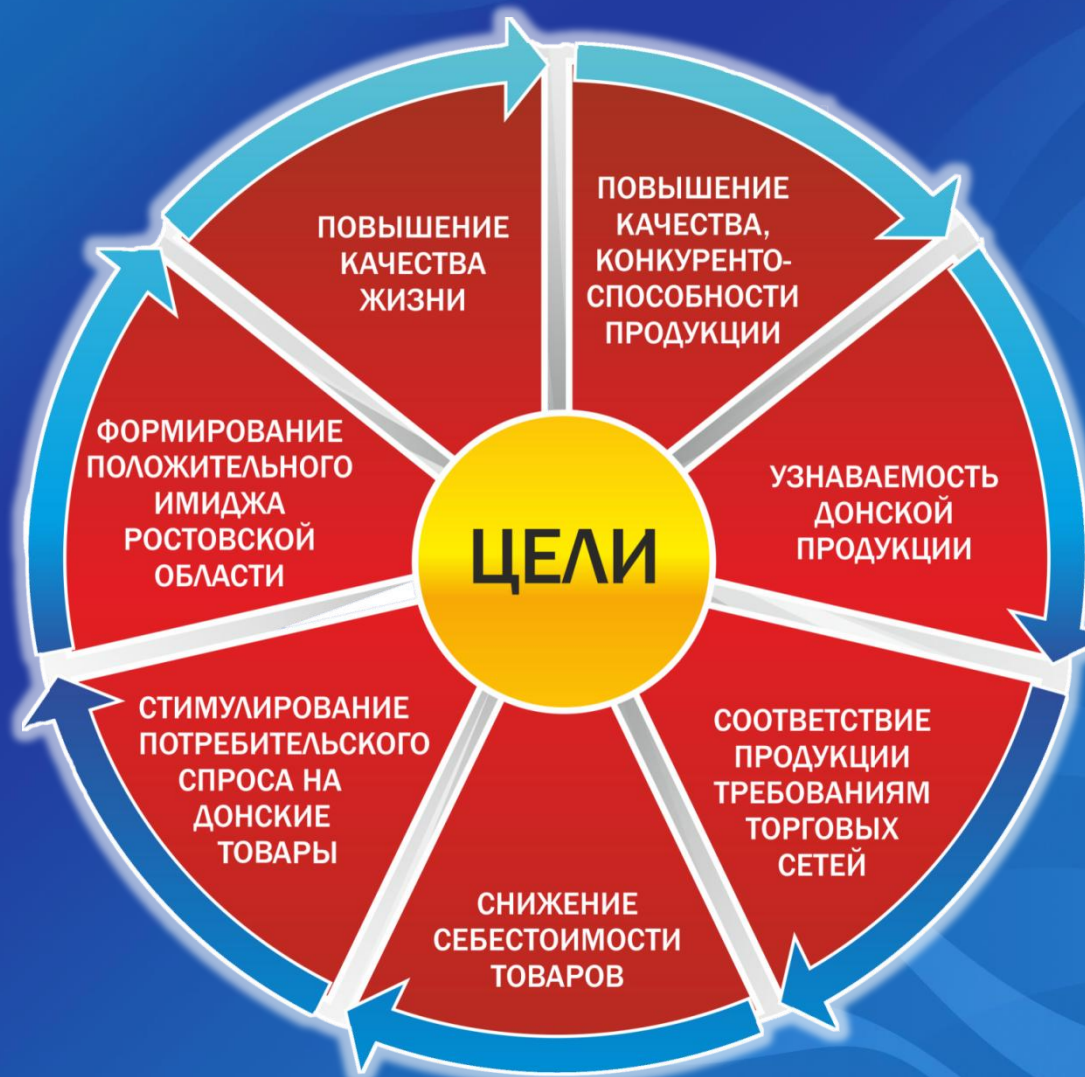 ПОВЫШЕНИЕ
КАЧЕСТВА,
КОНКУРЕНТО-
СПОСОБНОСТИ
ПРОДУКЦИИ
УЗНАВАЕМОСТЬ
ДОНСКОЙ
ПРОДУКЦИИ
СООТВЕТСТВИЕ
ПРОДУКЦИИ
ТРЕБОВАНИЯМ
ТОРГОВЫХ
СЕТЕЙ
СНИЖЕНИЕ
СЕБЕСТОИМОСТИ
ТОВАРОВ
СТИМУЛИРОВАНИЕ
ПОТРЕБИТЕЛЬСКОГО
СПРОСА НА
ДОНСКИЕ
ТОВАРЫ
ФОРМИРОВАНИЕ
ПОЛОЖИТЕЛЬНОГО
ИМИДЖА
РОСТОВСКОЙ
ОБЛАСТИ
ПОВЫШЕНИЕ
КАЧЕСТВА
ЖИЗНИ
ЦЕЛИ